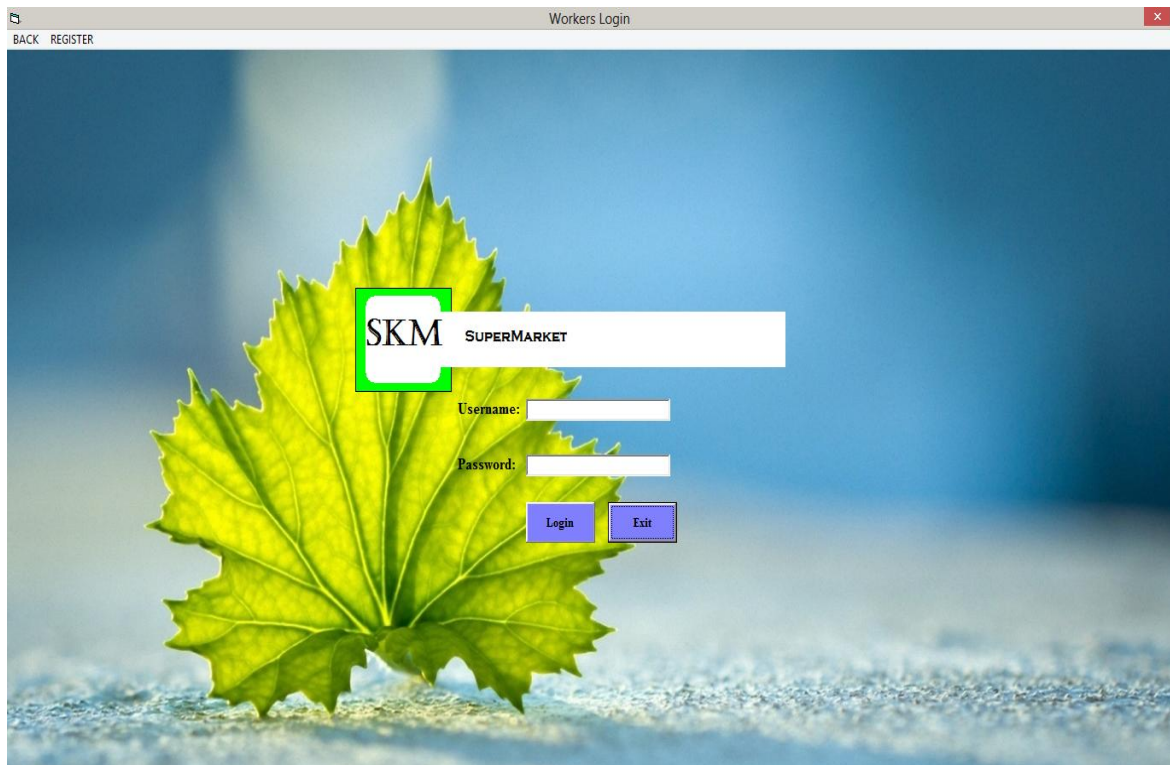 Workers Login
BACK REGISTER
SKM SuperMarket
Username:
Password:
Login Exit